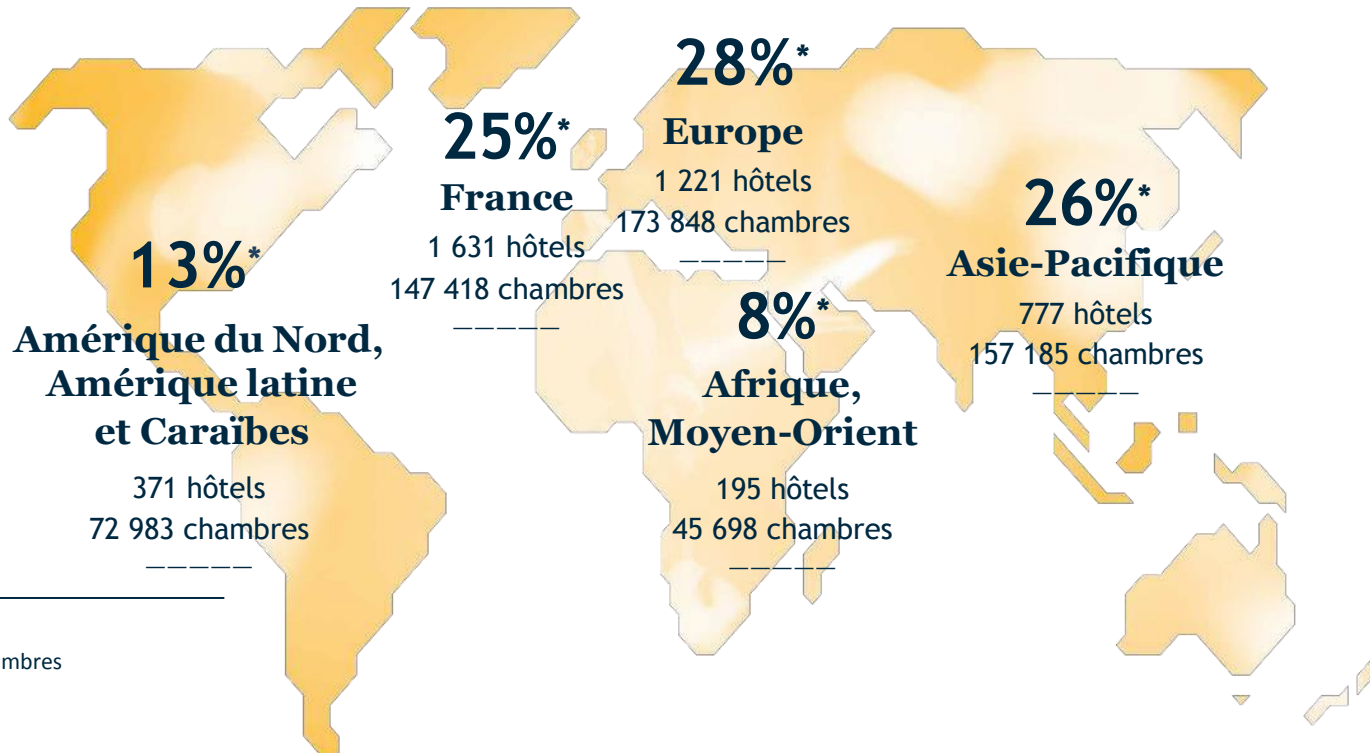 28%*
Europe
1 221 hôtels
173 848 chambres
—————
25%*
France
1 631 hôtels
147 418 chambres
—————
26%*
Asie-Pacifique
777 hôtels
157 185 chambres
—————
13%*
Amérique du Nord,
Amérique latine
et Caraïbes
371 hôtels
72 983 chambres
—————
8%*
Afrique,
Moyen-Orient
195 hôtels
45 698 chambres
—————